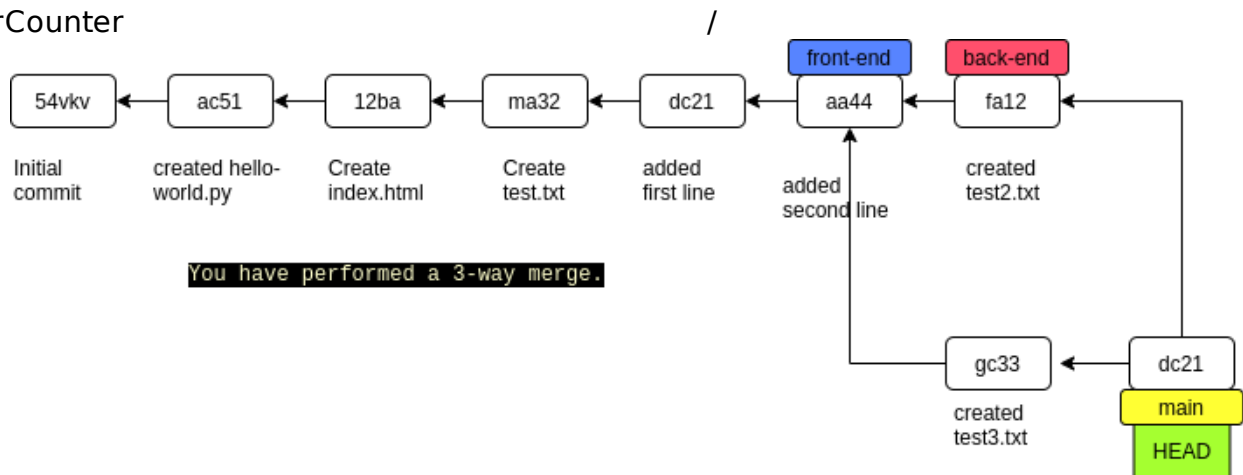 rCounter /
front-end back-end
54vkv ac51 12ba ma32 dc21 aa44 fa12
Initial
commit
created hello-
world.py
Create
index.html
Create
test.txt
added
first line
added
second line
created
test2.txt
You have performed a 3-way merge.
gc33 dc21
created
test3.txt
main
HEAD